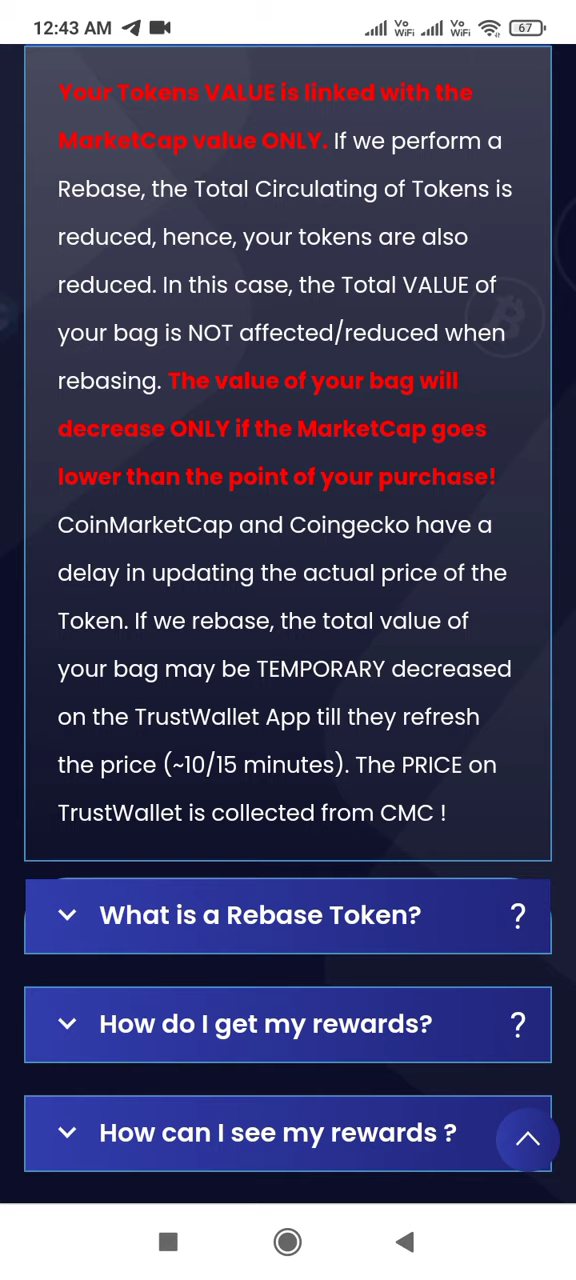 12:43 AM
Vo WiFi Vo WiFi 67
Your Tokens VALUE is linked with the
MarketCap value ONLY. If we perform a
Rebase, the Total Circulating of Tokens is
reduced, hence, your tokens are also
reduced. In this case, the Total VALUE of
your bag is NOT affected/reduced when
rebasing. The value of your bag will
decrease ONLY if the MarketCap goes
lower than the point of your purchase!
CoinMarketCap and Coingecko have a
delay in updating the actual price of the
Token. If we rebase, the total value of
your bag may be TEMPORARY decreased
on the TrustWallet App till they refresh
the price (~10/15 minutes). The PRICE on
TrustWallet is collected from CMC !
What is a Rebase Token? ?
How do I get my rewards? ?
How can I see my rewards ?